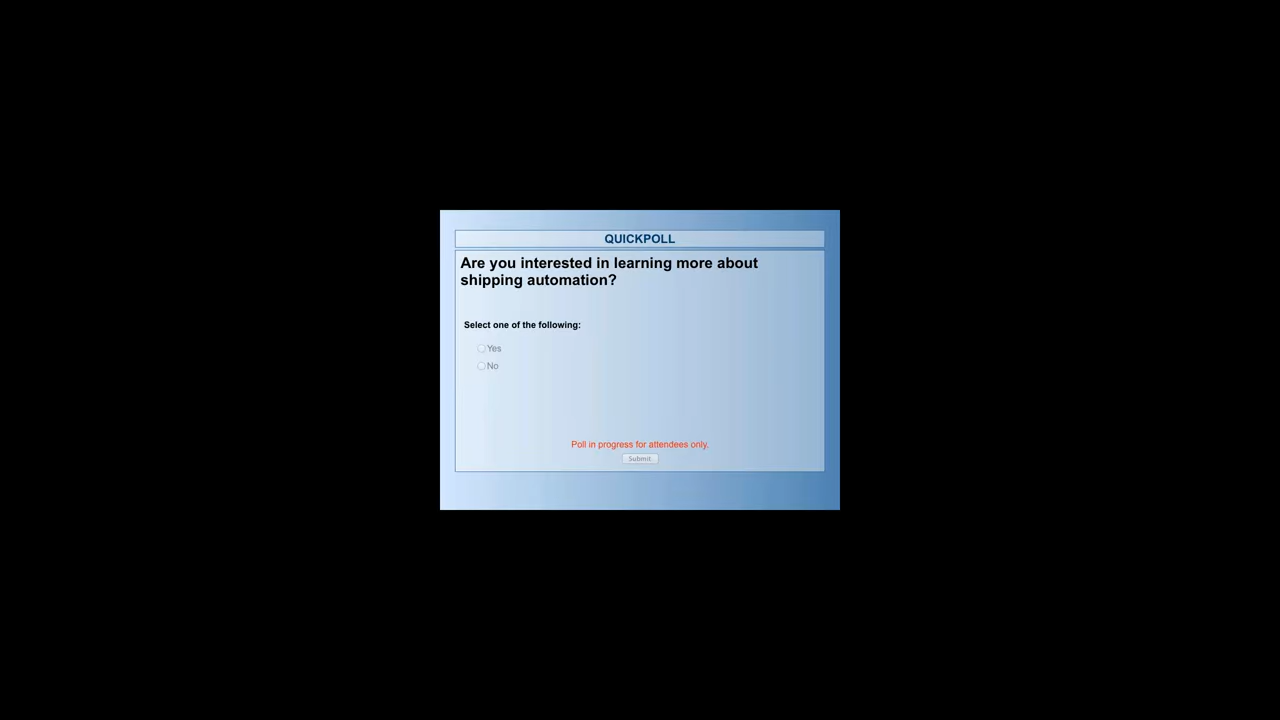 QUICKPOLL
Are you interested in learning more about
shipping automation?
Select one of the following:
Yes
No
Poll in progress for attendees only.
Submit